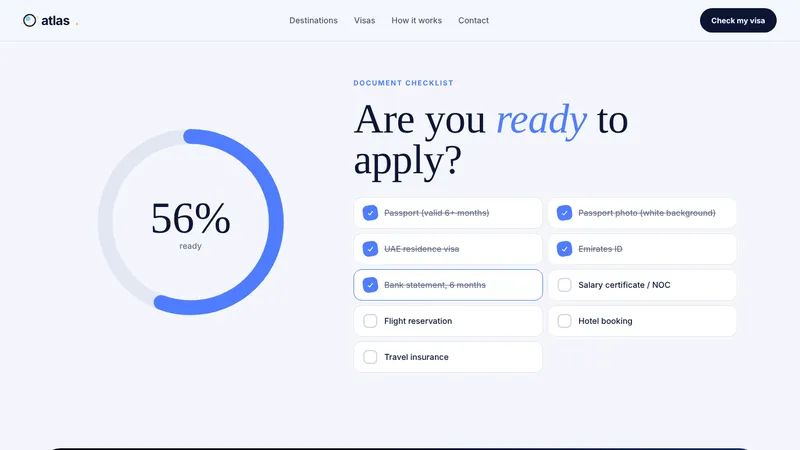 atlas .
Destinations
Visas
How it works
Contact
Check my visa
56%
ready
DOCUMENT CHECKLIST
Are you ready to
apply?
Passport (valid 6+ months)
Passport photo (white background)
UAE residence visa
Emirates ID
Bank statement, 6 months
Salary certificate / NOC
Flight reservation
Hotel booking
Travel insurance